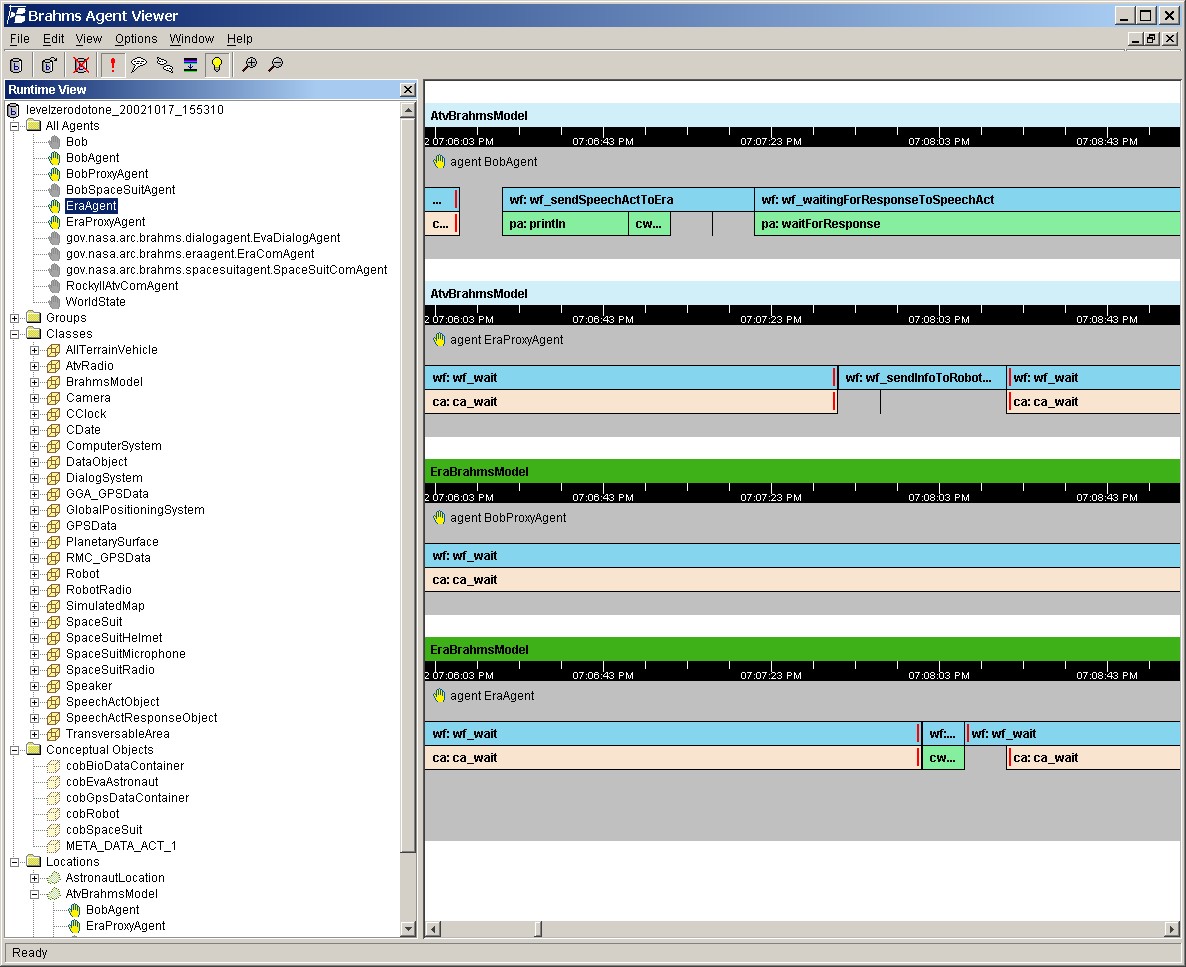 Brahms Agent Viewer
File Edit View Options Window Help
Runtime View
levelzerodotone_20021017_155310
All Agents
Bob
BobAgent
BobProxyAgent
BobSpaceSuitAgent
EraAgent
EraProxyAgent
gov.nasa.arc.brahms.dialogagent.EvaDialogAgent
gov.nasa.arc.brahms.eraagent.EraComAgent
gov.nasa.arc.brahms.spacesuitagent.SpaceSuitComAgent
RockyIIAtvComAgent
WorldState
Groups
Classes
AllTerrainVehicle
AtvRadio
BrahmsModel
Camera
CClock
CDate
ComputerSystem
DataObject
DialogSystem
GGA_GPSData
GlobalPositioningSystem
GPSData
PlanetarySurface
RMC_GPSData
Robot
RobotRadio
SimulatedMap
SpaceSuit
SpaceSuitHelmet
SpaceSuitMicrophone
SpaceSuitRadio
Speaker
SpeechActObject
SpeechActResponseObject
TransversableArea
Conceptual Objects
cobBioDataContainer
cobEvaAstronaut
cobGpsDataContainer
cobRobot
cobSpaceSuit
META_DATA_ACT_1
Locations
AstronautLocation
AtvBrahmsModel
BobAgent
EraProxyAgent
AtvBrahmsModel
2 07:06:03 PM 07:06:43 PM 07:07:23 PM 07:08:03 PM 07:08:43 PM
agent BobAgent
... wf: wf_sendSpeechActToEra wf: wf_waitingForResponseToSpeechAct
c... pa: println cw... pa: waitForResponse
AtvBrahmsModel
2 07:06:03 PM 07:06:43 PM 07:07:23 PM 07:08:03 PM 07:08:43 PM
agent EraProxyAgent
wf: wf_wait wf: wf_sendInfoToRobot... wf: wf_wait
ca: ca_wait ca: ca_wait
EraBrahmsModel
2 07:06:03 PM 07:06:43 PM 07:07:23 PM 07:08:03 PM 07:08:43 PM
agent BobProxyAgent
wf: wf_wait
ca: ca_wait
EraBrahmsModel
2 07:06:03 PM 07:06:43 PM 07:07:23 PM 07:08:03 PM 07:08:43 PM
agent EraAgent
wf: wf_wait wf:... wf: wf_wait
ca: ca_wait cw... ca: ca_wait
Ready